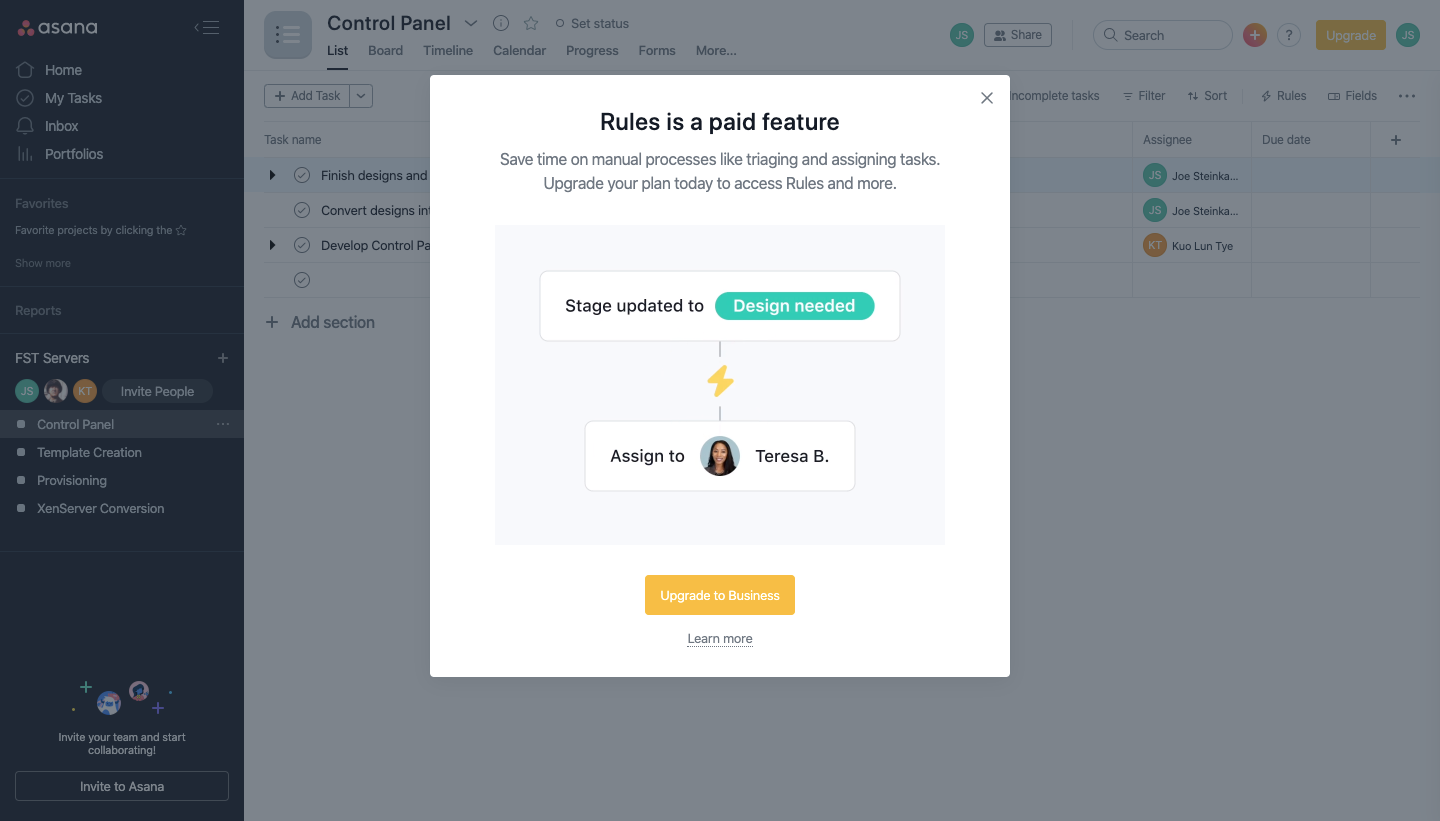 asana
Home
My Tasks
Inbox
Portfolios
Favorites
Favorite projects by clicking the
Show more
Reports
FST Servers
JS
KT
Invite People
Control Panel
Template Creation
Provisioning
XenServer Conversion
Invite your team and start
collaborating!
Invite to Asana
Control Panel
Set status
List
Board
Timeline
Calendar
Progress
Forms
More...
JS
Share
Search
?
Upgrade
JS
Add Task
Incomplete tasks
Filter
Sort
Rules
Fields
Task name
Assignee
Due date
Finish designs and
JS
Joe Steinka...
Convert designs int
JS
Joe Steinka...
Develop Control Pa
KT
Kuo Lun Tye
Add section
Rules is a paid feature
Save time on manual processes like triaging and assigning tasks.
Upgrade your plan today to access Rules and more.
Stage updated to Design needed
Assign to Teresa B.
Upgrade to Business
Learn more